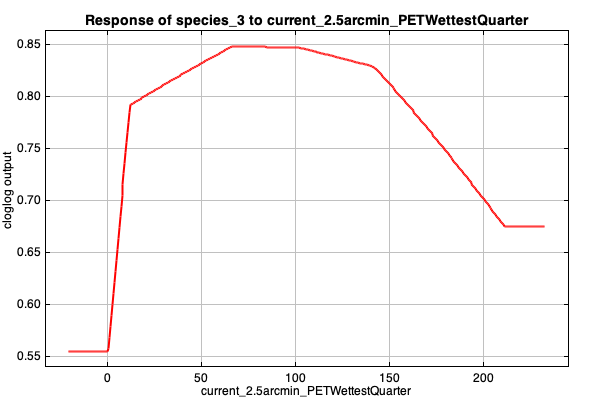 Response of species_3 to current_2.5arcmin_PETWettestQuarter
0.85
0.80
0.75
0.70
0.65
0.60
0.55
cloglog output
0 50 100 150 200
current_2.5arcmin_PETWettestQuarter